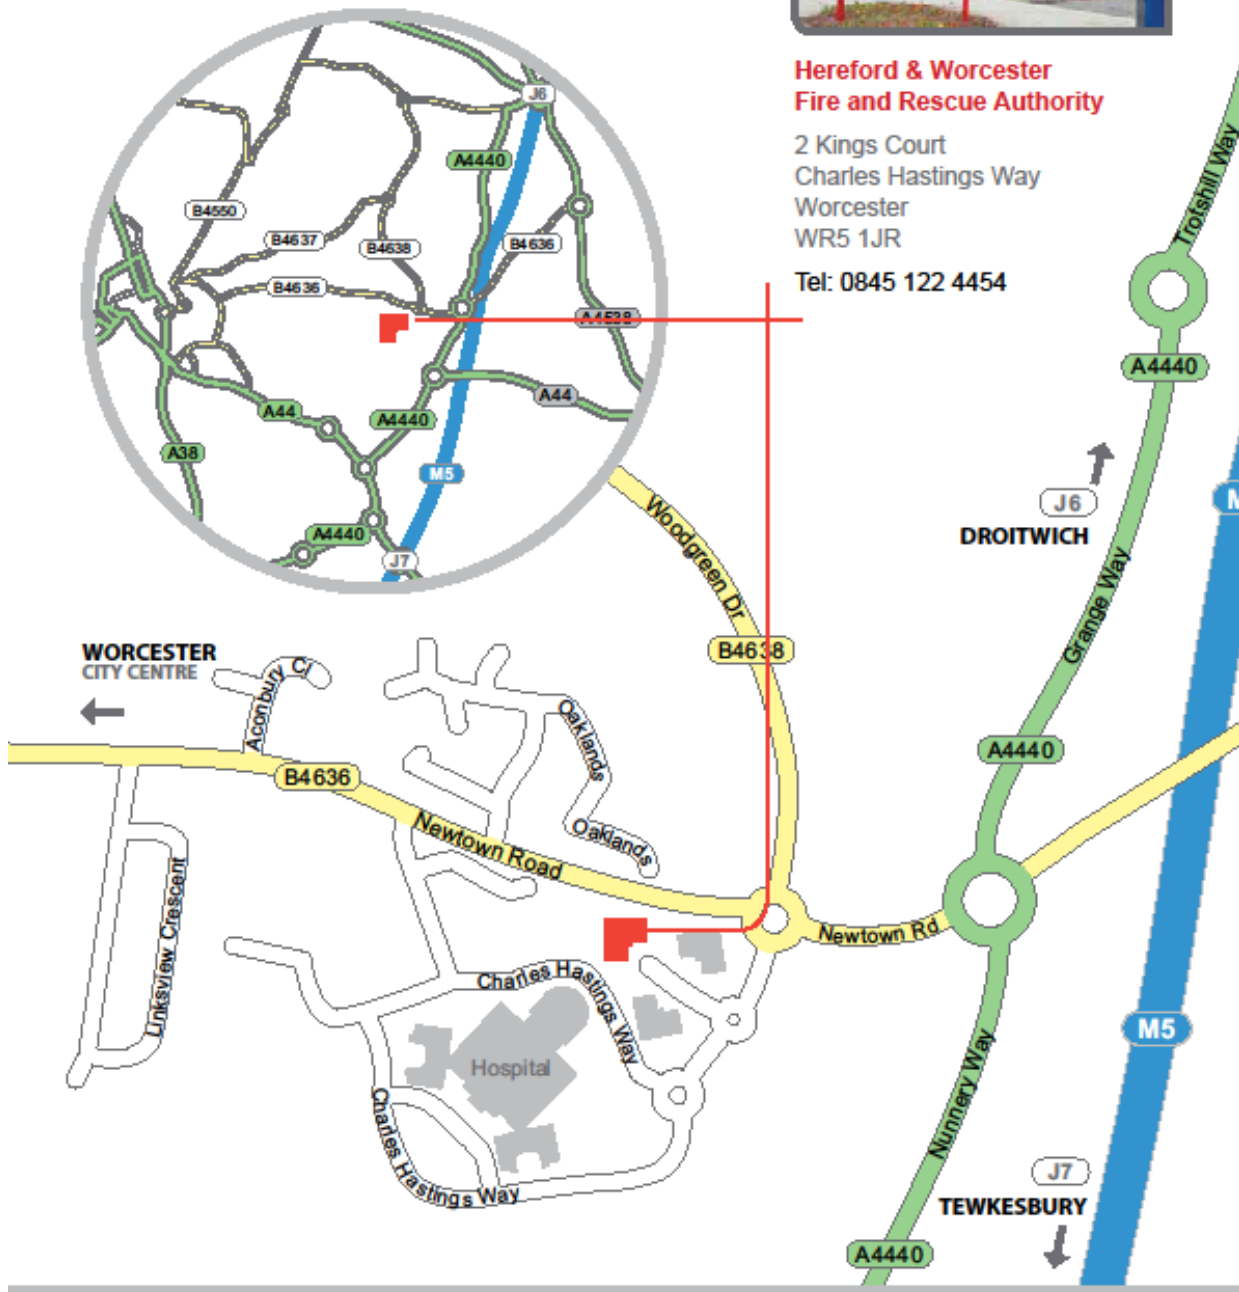 J6
A4440
B4550
B4637
B4638
B4636
B4636
A4538
A44
A44
A4440
A38
M5
A4440
J7
Hereford & Worcester
Fire and Rescue Authority
2 Kings Court
Charles Hastings Way
Worcester
WR5 1JR
Tel: 0845 122 4454
Trotshill Way
A4440
J6
DROITWICH
Woodgreen Dr
B4638
Grange Way
WORCESTER
CITY CENTRE
Aconbury Cl
Oaklands
A4440
B4636
Newtown Road
Oaklands
Linksview Crescent
Newtown Rd
Charles Hastings Way
Hospital
M5
Nunnery Way
Charles Hastings Way
J7
TEWKESBURY
A4440